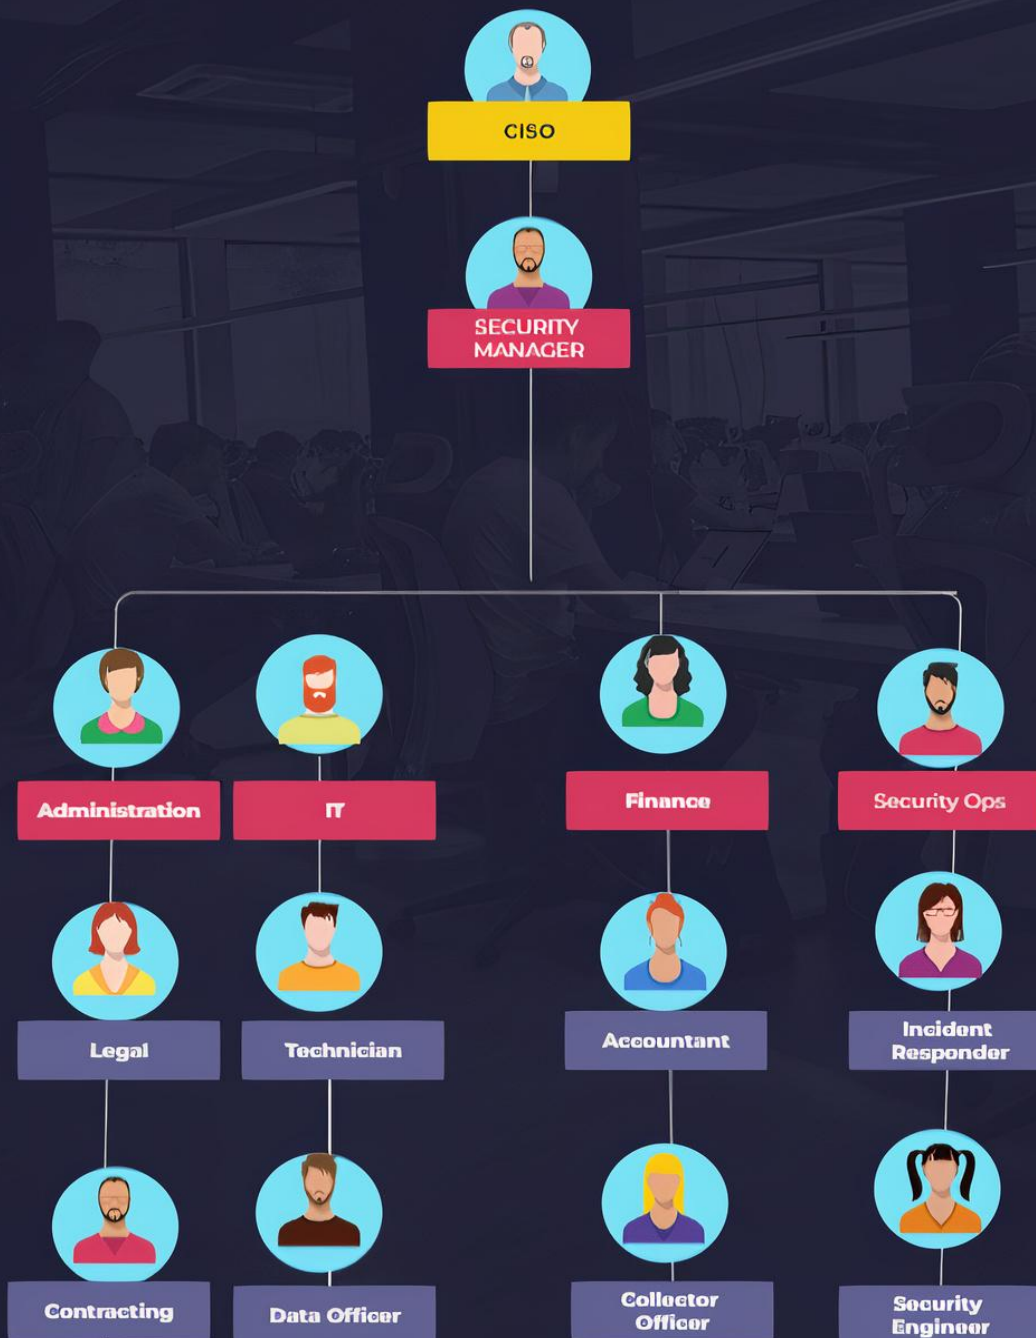 CISO
SECURITY
MANAGER
Administration
IT
Finance
Security Ops
Legal
Technician
Accountant
Incident
Responder
Contracting
Data Officer
Collector
Officer
Security
Engineer